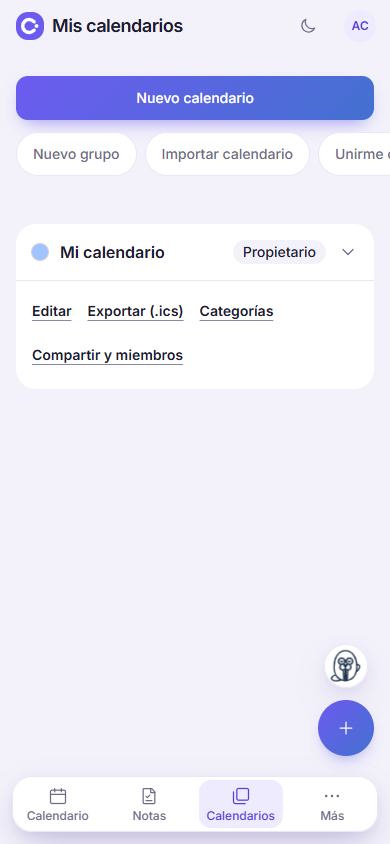 Mis calendarios
AC
Nuevo calendario
Nuevo grupo
Importar calendario
Unirme
Mi calendario
Propietario
Editar
Exportar (.ics)
Categorías
Compartir y miembros
Calendario
Notas
Calendarios
Más